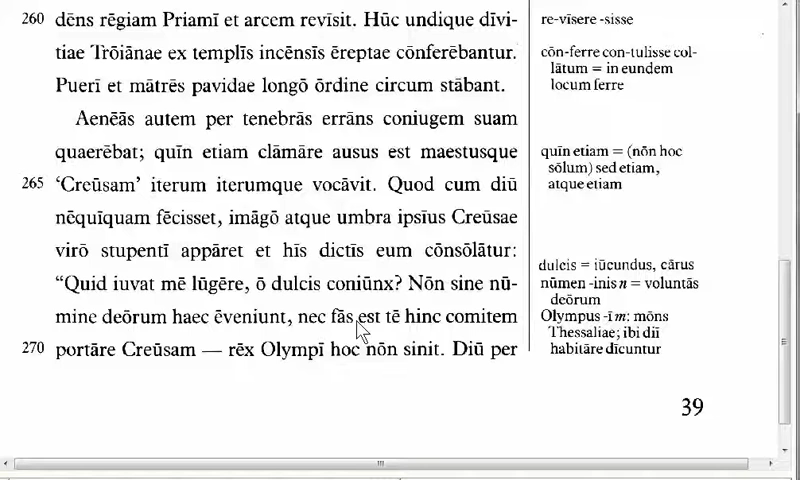 260 dēns rēgiam Priamī et arcem revīsit. Hūc undique dīvi-
tiae Trōiānae ex templīs incēnsīs ēreptae cōnferēbantur.
Puerī et mātrēs pavidae longō ōrdine circum stābant.
Aenēās autem per tenebrās errāns coniugem suam
quaerēbat; quīn etiam clāmāre ausus est maestusque
265 ‘Creūsam’ iterum iterumque vocāvit. Quod cum diū
nēquīquam fēcisset, imāgō atque umbra ipsīus Creūsae
virō stupentī appāret et hīs dictīs eum cōnsōlātur:
“Quid iuvat mē lūgēre, ō dulcis coniūnx? Nōn sine nū-
mine deōrum haec ēveniunt, nec fās est tē hinc comitem
270 portāre Creūsam — rēx Olympī hoc nōn sinit. Diū per
re-vīsere -sisse
cōn-ferre con-tulisse col-
lātum = in eundem
locum ferre
quīn etiam = (nōn hoc
sōlum) sed etiam,
atque etiam
dulcis = iūcundus, cārus
nūmen -inis n = voluntās
deōrum
Olympus -ī m: mōns
Thessaliae; ibi diī
habitāre dīcuntur
39